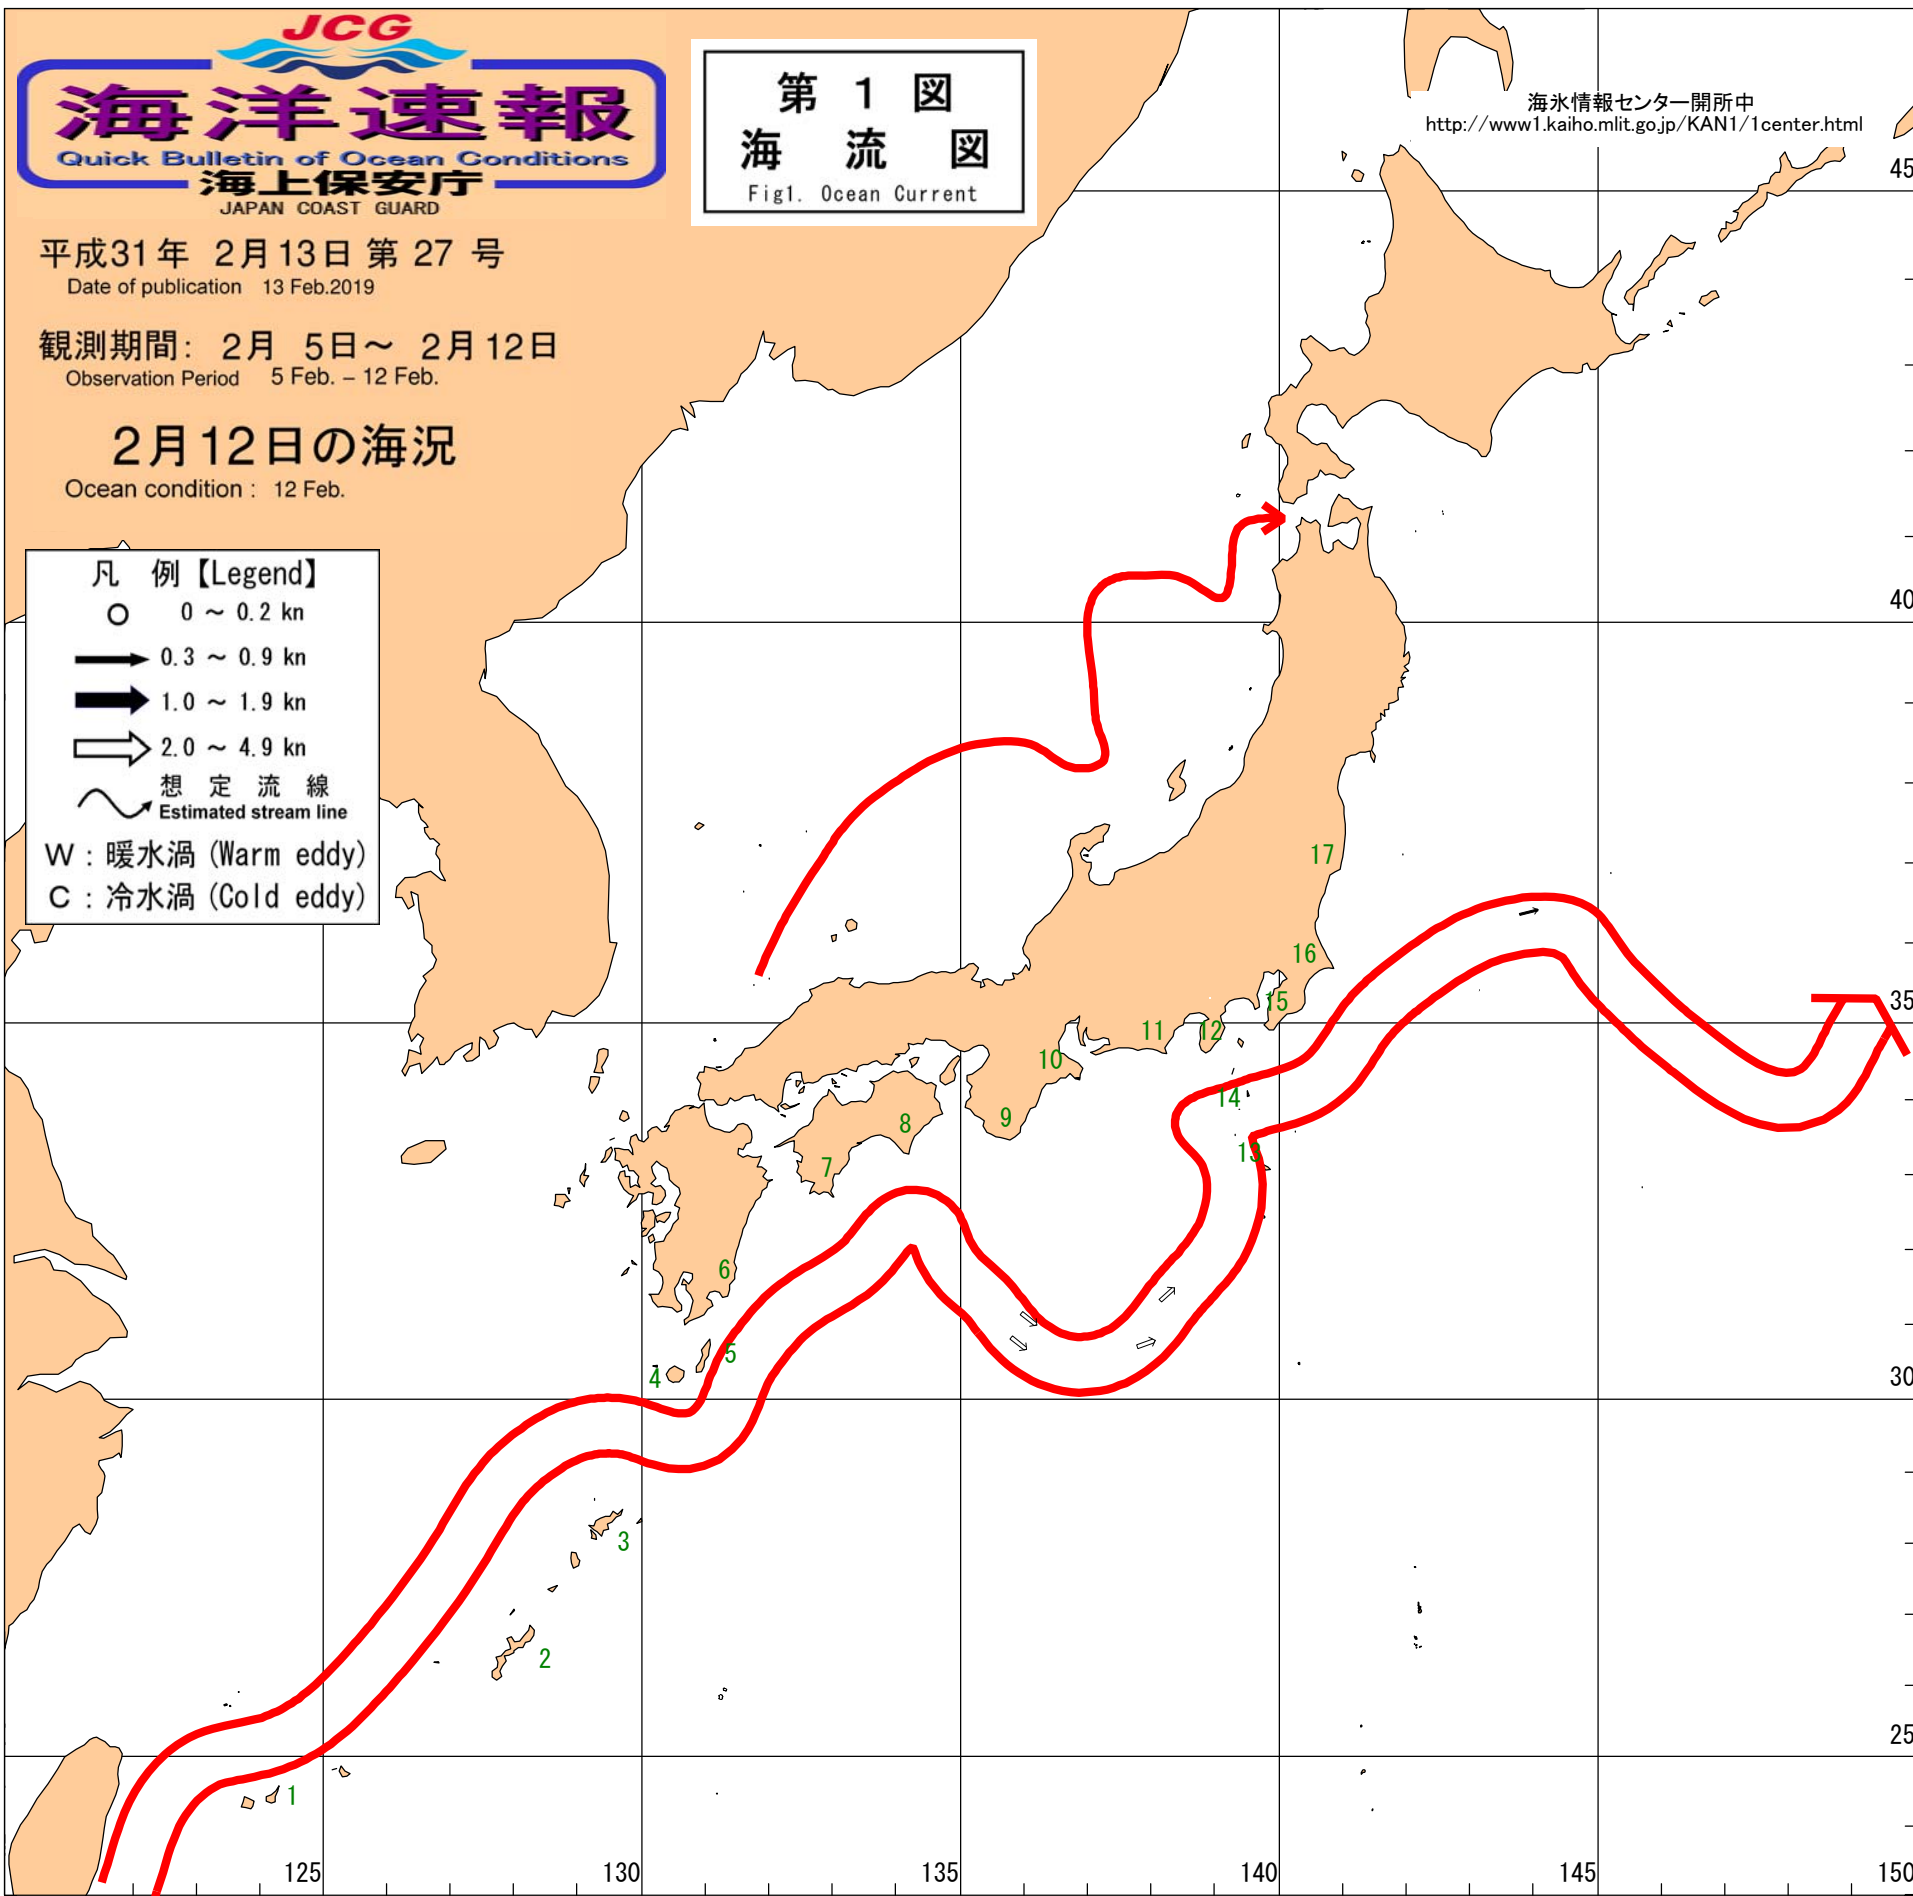 JCG
海洋速報
Quick Bulletin of Ocean Conditions
海上保安庁
JAPAN COAST GUARD
第 1 図
海 流 図
Fig1. Ocean Current
海氷情報センター開所中
http://www1.kaiho.mlit.go.jp/KAN1/1center.html
平成31年 2月13日 第 27 号
Date of publication 13 Feb.2019
観測期間: 2月 5日~ 2月12日
Observation Period 5 Feb. – 12 Feb.
2月12日の海況
Ocean condition : 12 Feb.
凡 例【Legend】
0 ~ 0.2 kn
0.3 ~ 0.9 kn
1.0 ~ 1.9 kn
2.0 ~ 4.9 kn
想 定 流 線
Estimated stream line
W : 暖水渦 (Warm eddy)
C : 冷水渦 (Cold eddy)
45
40
17
16
35
15
11
12
10
14
9
8
13
7
6
5
4
30
3
2
25
1
125
130
135
140
145
150